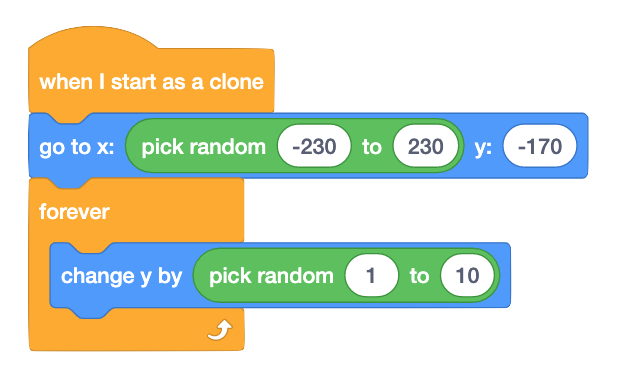 when I start as a clone
go to x: pick random -230 to 230 y: -170
forever
change y by pick random 1 to 10